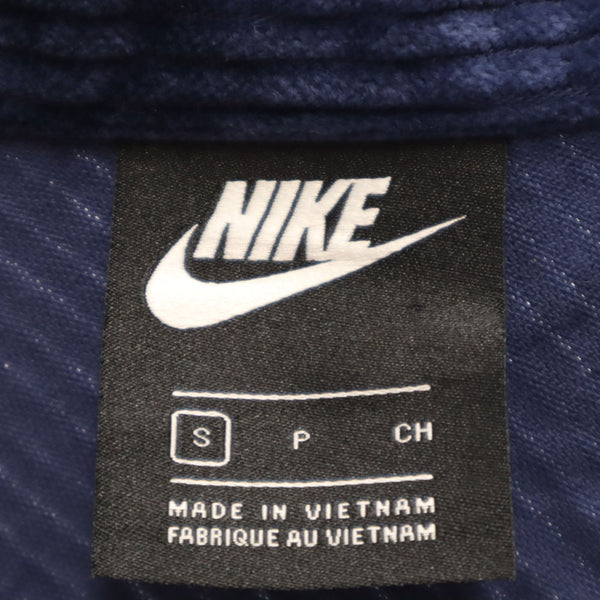 NIKE
S P CH
MADE IN VIETNAM
FABRIQUE AU VIETNAM